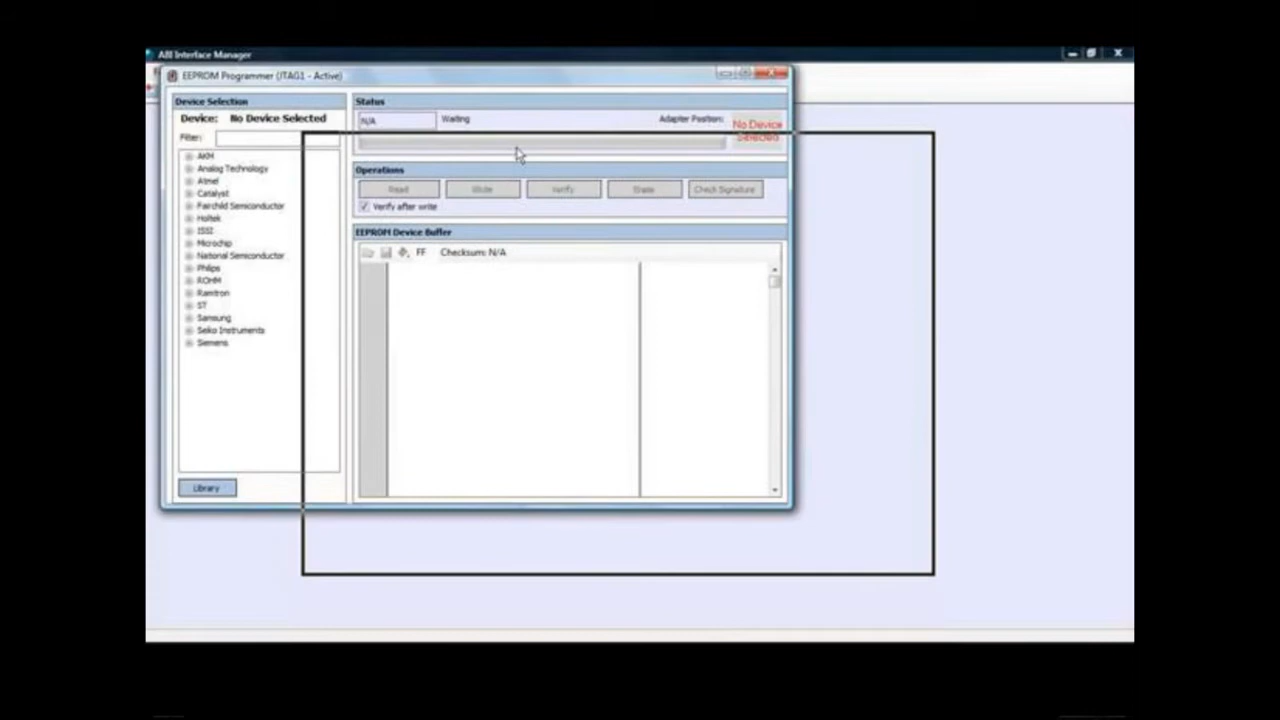 ABI Interface Manager
EEPROM Programmer (JTAG1 - Active)
Device Selection
Device: No Device Selected
Filter:
AKM
Analog Technology
Atmel
Catalyst
Fairchild Semiconductor
Holtek
ISSI
Microchip
National Semiconductor
Philips
ROHM
Ramtron
ST
Samsung
Seiko Instruments
Siemens
Library
Status
N/A Waiting Adapter Position: No Device Selected
Operations
Read Write Verify Erase Check Signature
Verify after write
EEPROM Device Buffer
FF Checksum: N/A